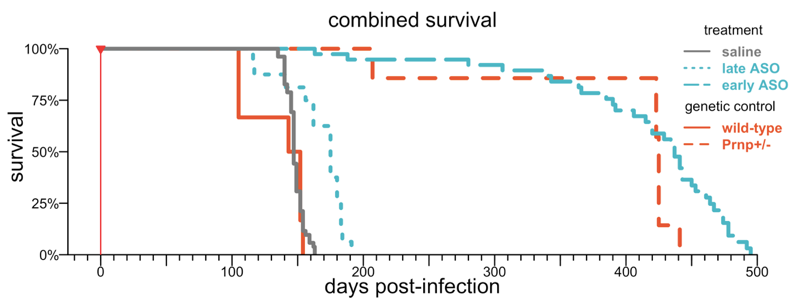 combined survival
treatment
saline
late ASO
early ASO
genetic control
wild-type
Prnp+/-
survival
100%
75%
50%
25%
0%
0
100
200
300
400
500
days post-infection